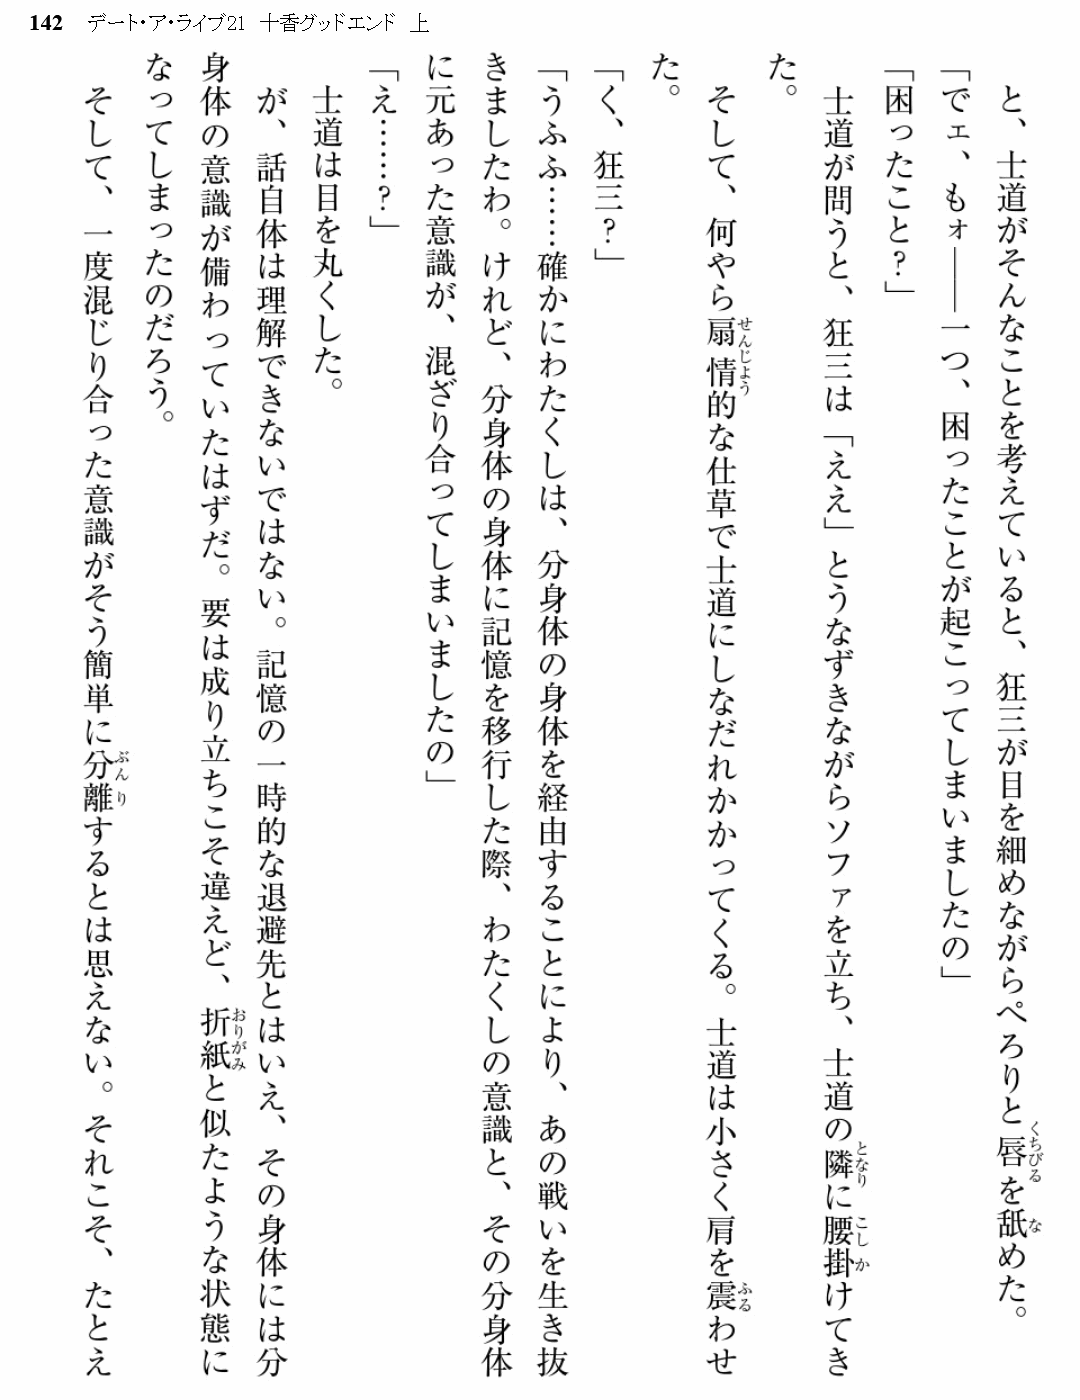 142 デート・ア・ライブ21 十香グッドエンド 上
と、士道がそんなことを考えていると、狂三が目を細めながらぺろりと唇を舐めた。
「でェ、もォ――一つ、困ったことが起こってしまいましたの」
「困ったこと？」
士道が問うと、狂三は「ええ」とうなずきながらソファを立ち、士道の隣に腰掛けてき
た。
そして、何やら扇情的な仕草で士道にしなだれかかってくる。士道は小さく肩を震わせ
た。
「く、狂三？」
「うふふ……確かにわたくしは、分身体の身体を経由することにより、あの戦いを生き抜
きましたわ。けれど、分身体の身体に記憶を移行した際、わたくしの意識と、その分身体
に元あった意識が、混ざり合ってしまいましたの」
「え……？」
士道は目を丸くした。
が、話自体は理解できないではない。記憶の一時的な退避先とはいえ、その身体には分
身体の意識が備わっていたはずだ。要は成り立ちこそ違えど、折紙と似たような状態に
なってしまったのだろう。
そして、一度混じり合った意識がそう簡単に分離するとは思えない。それこそ、たとえ